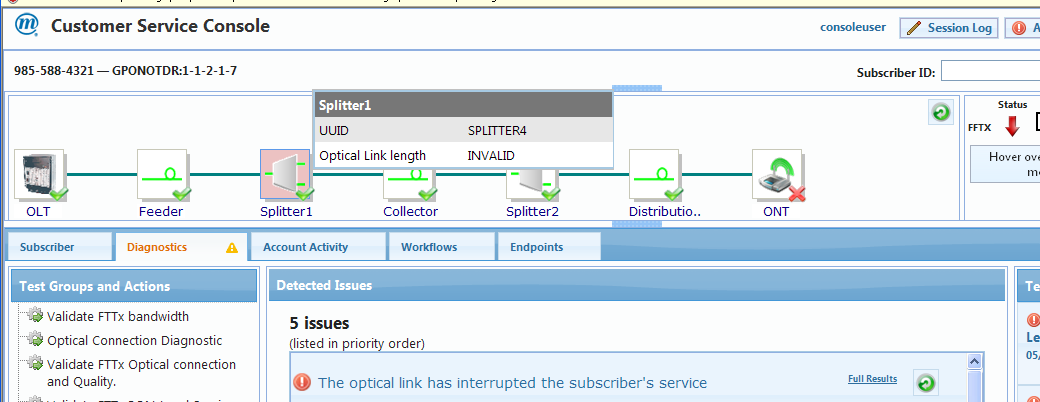 Customer Service Console
consoleuser
Session Log
985-588-4321 — GPONOTDR:1-1-2-1-7
Subscriber ID:
Splitter1
UUID SPLITTER4
Optical Link length INVALID
Status
FFTX
Hover ove
OLT Feeder Splitter1 Collector Splitter2 Distributio.. ONT
Subscriber Diagnostics Account Activity Workflows Endpoints
Test Groups and Actions
Validate FTTx bandwidth
Optical Connection Diagnostic
Validate FTTx Optical connection
and Quality.
Detected Issues
5 issues
(listed in priority order)
The optical link has interrupted the subscriber's service
Full Results
Te
Le
05/